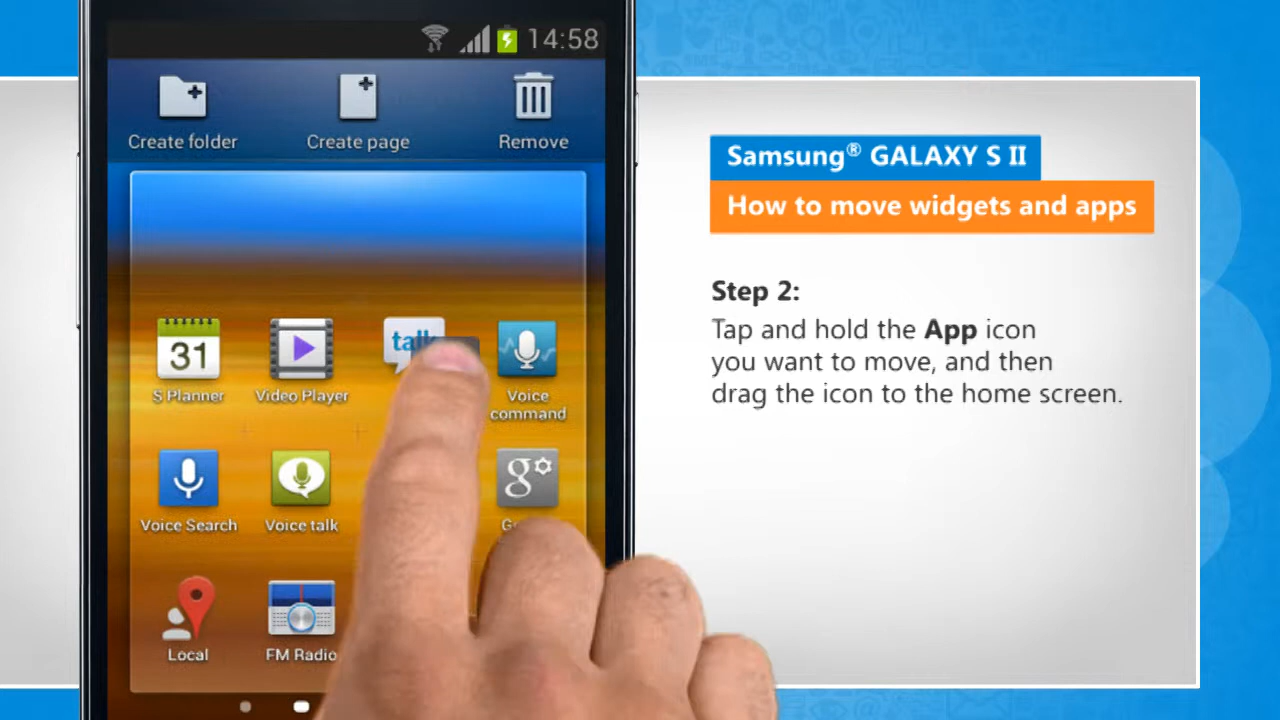 14:58
Create folder
Create page
Remove
Samsung® GALAXY S II
How to move widgets and apps
Step 2:
Tap and hold the App icon
you want to move, and then
drag the icon to the home screen.
31
talk
S Planner
Video Player
Voice
command
g
Voice Search
Voice talk
G
Local
FM Radio